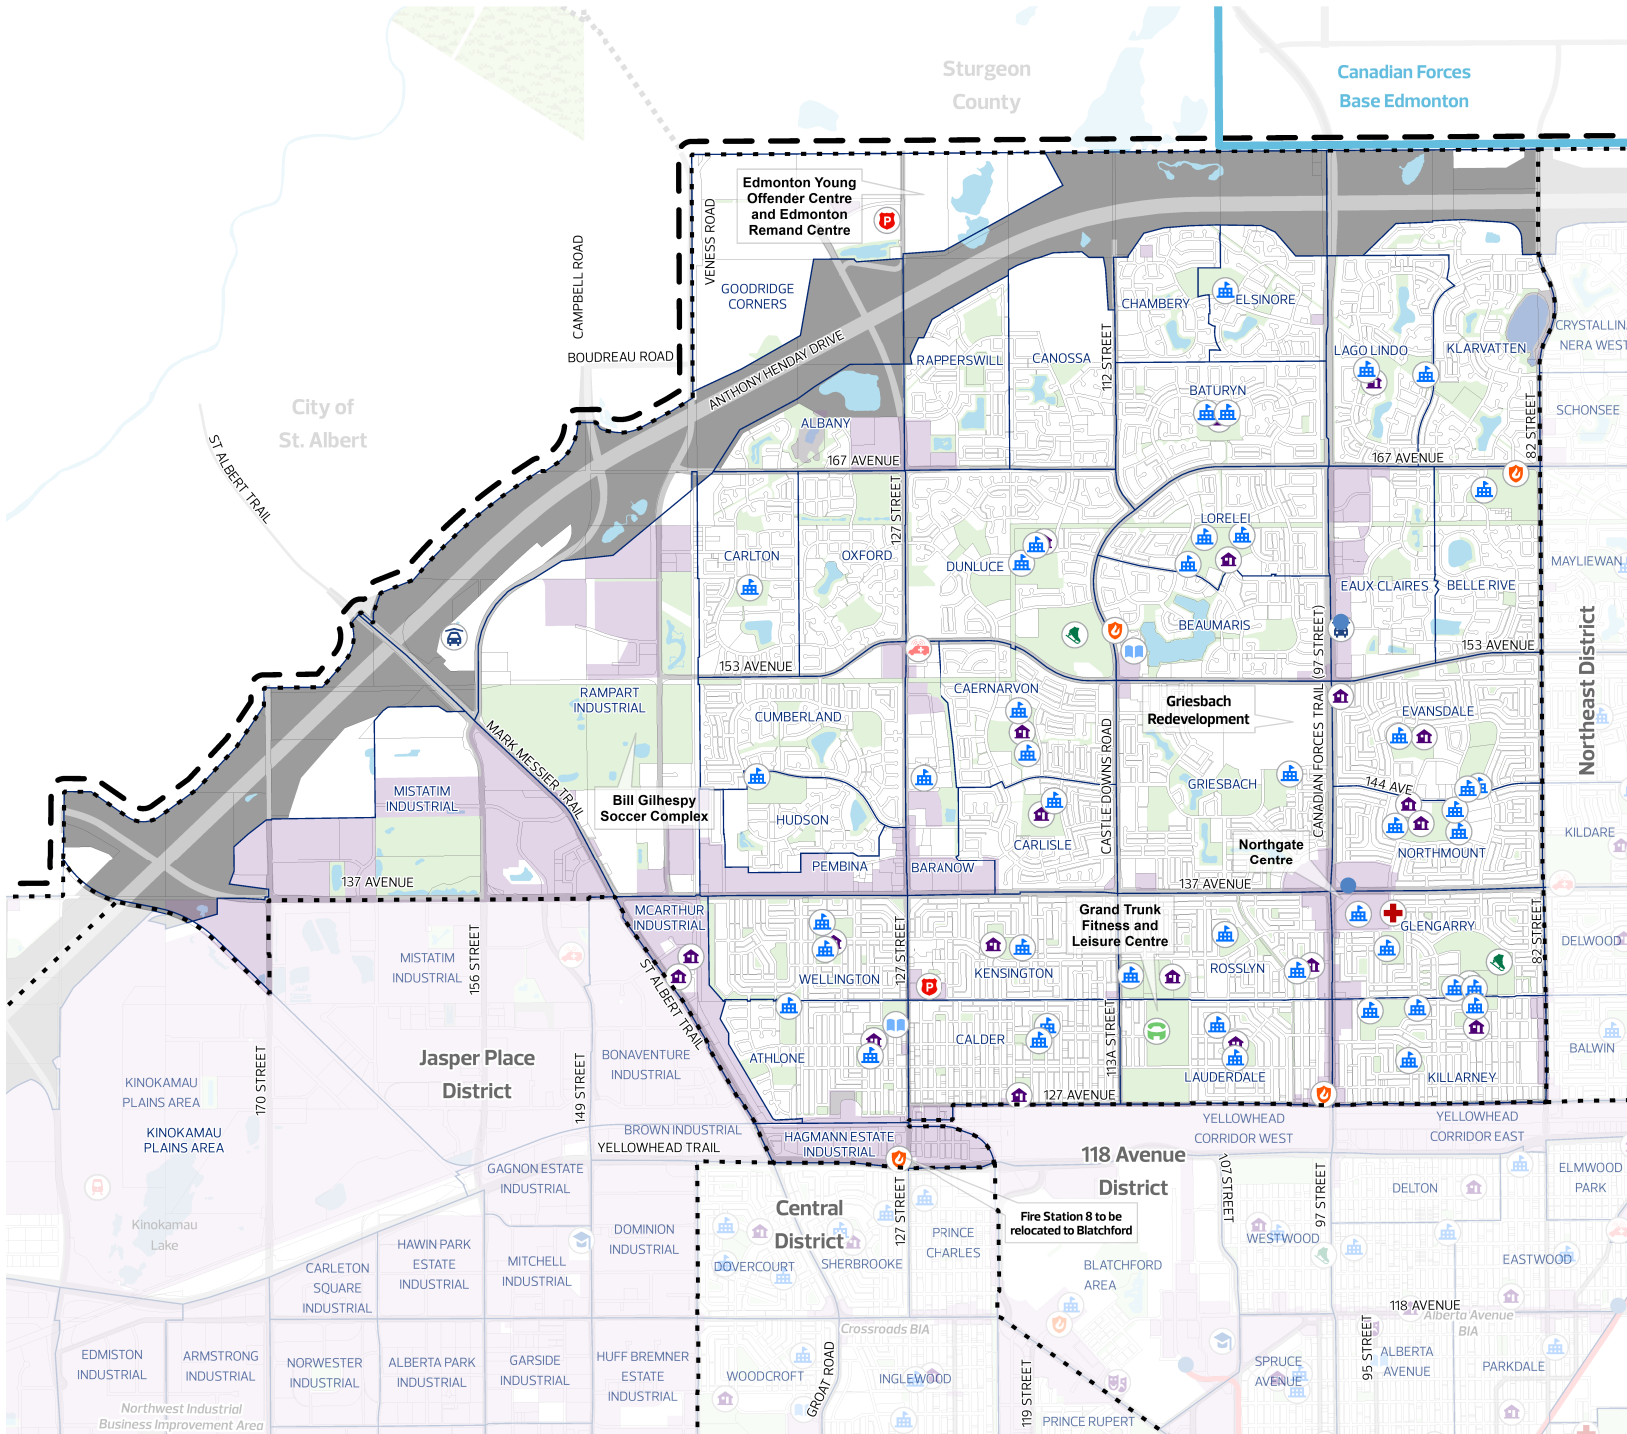 Sturgeon
County
Canadian Forces
Base Edmonton
Edmonton Young
Offender Centre
and Edmonton
Remand Centre
P
VENESS ROAD
CAMPBELL ROAD
GOODRIDGE
CORNERS
BOUDREAU ROAD
ANTHONY HENDAY DRIVE
CHAMBERY
ELSINORE
RAPPERSWILL
CANOSSA
112 STREET
LAGO LINDO
KLARVATTEN
CRYSTALLIN
NERA WEST
BATURYN
SCHONSEE
82 STREET
City of
St. Albert
ST ALBERT TRAIL
ALBANY
167 AVENUE
167 AVENUE
127 STREET
LORELEI
CARLTON
OXFORD
DUNLUCE
EAUX CLAIRES
BELLE RIVE
MAYLIEWAN
BEAUMARIS
153 AVENUE
153 AVENUE
CANADIAN FORCES TRAIL (97 STREET)
Northeast District
RAMPART
INDUSTRIAL
CAERNARVON
CUMBERLAND
Griesbach
Redevelopment
EVANSDALE
MARK MESSIER TRAIL
CASTLE DOWNS ROAD
GRIESBACH
144 AVE
MISTATIM
INDUSTRIAL
Bill Gilhespy
Soccer Complex
HUDSON
CARLISLE
Northgate
Centre
NORTHMOUNT
KILDARE
PEMBINA
BARANOW
137 AVENUE
137 AVENUE
MCARTHUR
INDUSTRIAL
Grand Trunk
Fitness and
Leisure Centre
GLENGARRY
82 STREET
DELWOOD
MISTATIM
INDUSTRIAL
156 STREET
ST ALBERT TRAIL
WELLINGTON
127 STREET
KENSINGTON
ROSSLYN
P
CALDER
113A STREET
ATHLONE
LAUDERDALE
KILLARNEY
BALWIN
Jasper Place
District
BONAVENTURE
INDUSTRIAL
170 STREET
149 STREET
KINOKAMAU
PLAINS AREA
KINOKAMAU
PLAINS AREA
127 AVENUE
BROWN INDUSTRIAL
YELLOWHEAD TRAIL
HAGMANN ESTATE
INDUSTRIAL
YELLOWHEAD
CORRIDOR WEST
YELLOWHEAD
CORRIDOR EAST
118 Avenue
District
GAGNON ESTATE
INDUSTRIAL
ELMWOOD
PARK
107 STREET
97 STREET
DELTON
Central
District
127 STREET
Fire Station 8 to be
relocated to Blatchford
Kinokamau
Lake
DOMINION
INDUSTRIAL
PRINCE
CHARLES
WESTWOOD
HAWIN PARK
ESTATE
INDUSTRIAL
MITCHELL
INDUSTRIAL
DOVERCOURT
SHERBROOKE
BLATCHFORD
AREA
EASTWOOD
CARLETON
SQUARE
INDUSTRIAL
118 AVENUE
Alberta Avenue
BIA
Crossroads BIA
EDMISTON
INDUSTRIAL
ARMSTRONG
INDUSTRIAL
NORWESTER
INDUSTRIAL
ALBERTA PARK
INDUSTRIAL
GARSIDE
INDUSTRIAL
HUFF BREMNER
ESTATE
INDUSTRIAL
WOODCROFT
GROAT ROAD
INGLEWOOD
119 STREET
SPRUCE
AVENUE
95 STREET
ALBERTA
AVENUE
PARKDALE
PRINCE RUPERT
Northwest Industrial
Business Improvement Area